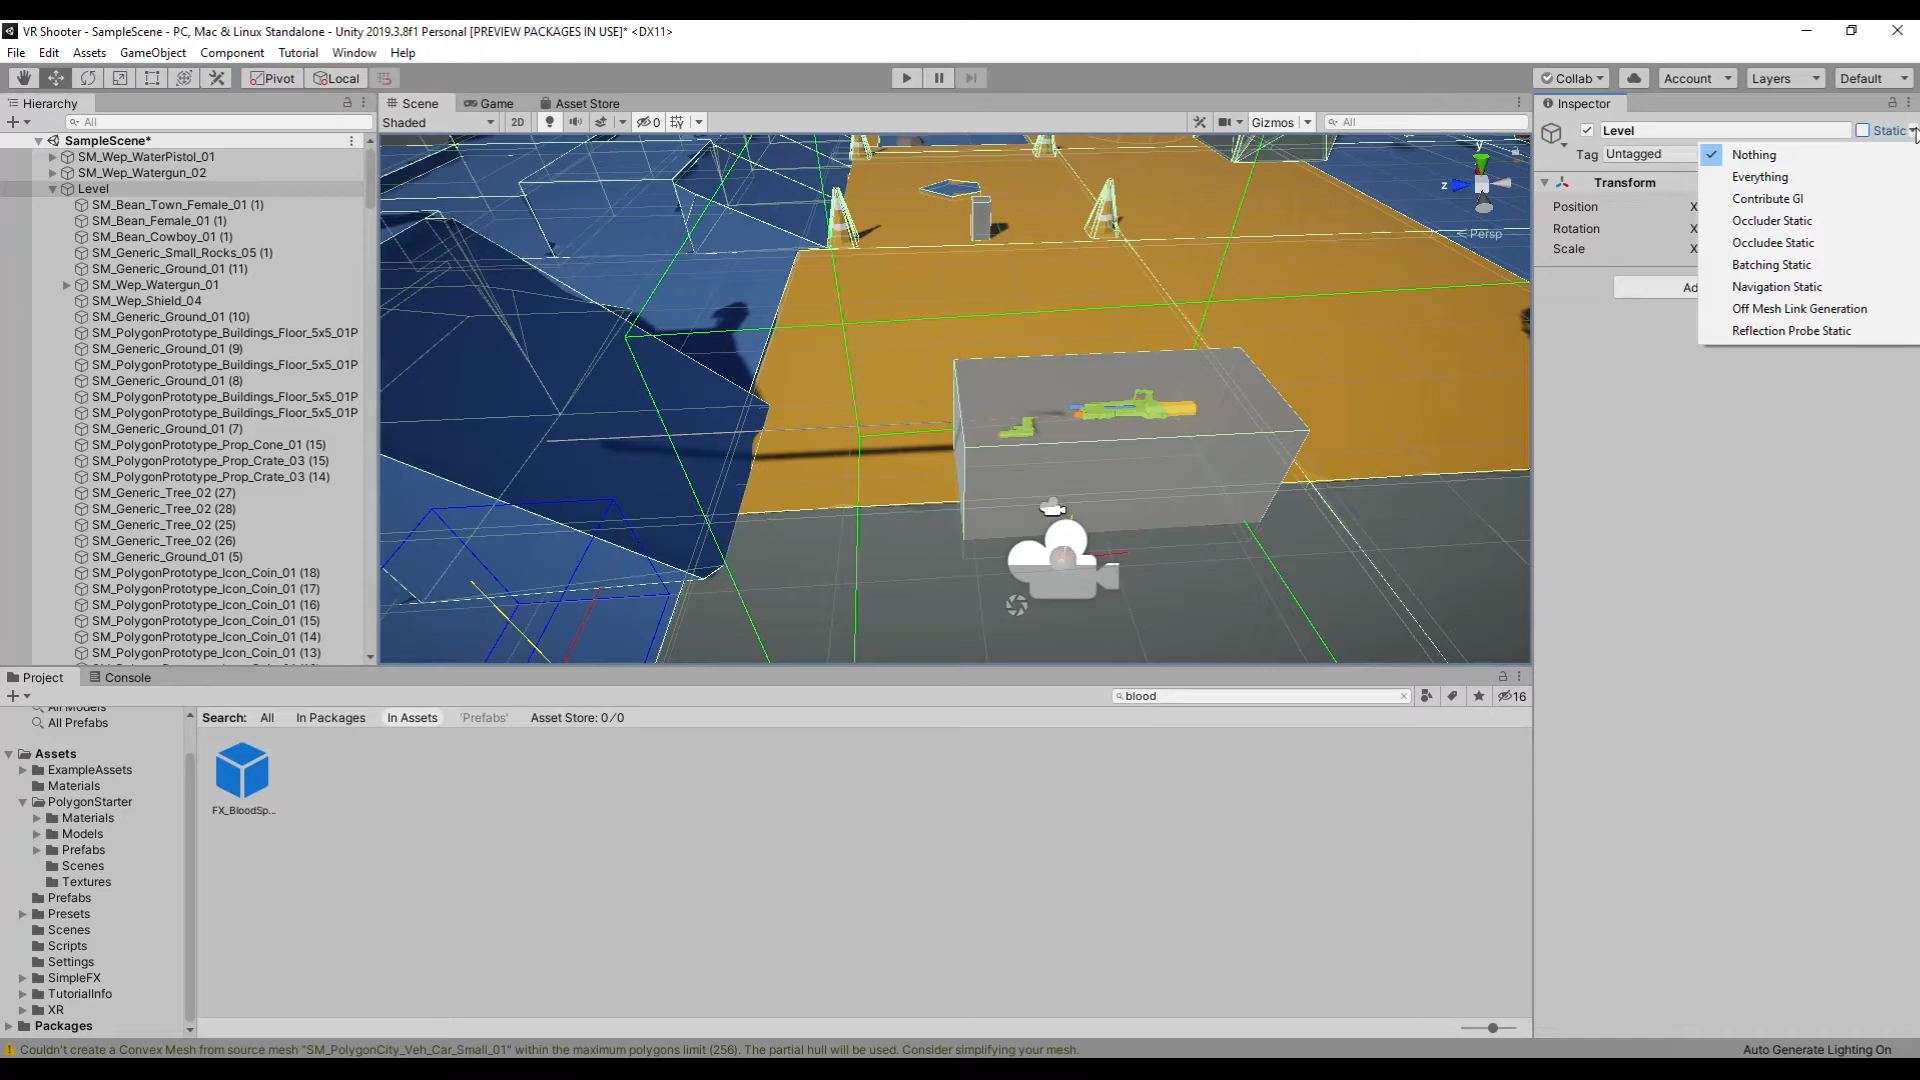 VR Shooter - SampleScene - PC, Mac & Linux Standalone - Unity 2019.3.8f1 Personal [PREVIEW PACKAGES IN USE]* <DX11>
File Edit Assets GameObject Component Tutorial Window Help
Pivot Local Collab Account Layers Default
Hierarchy
All
SampleScene*
SM_Wep_WaterPistol_01
SM_Wep_Watergun_02
Level
SM_Bean_Town_Female_01 (1)
SM_Bean_Female_01 (1)
SM_Bean_Cowboy_01 (1)
SM_Generic_Small_Rocks_05 (1)
SM_Generic_Ground_01 (11)
SM_Wep_Watergun_01
SM_Wep_Shield_04
SM_Generic_Ground_01 (10)
SM_PolygonPrototype_Buildings_Floor_5x5_01P
SM_Generic_Ground_01 (9)
SM_PolygonPrototype_Buildings_Floor_5x5_01P
SM_Generic_Ground_01 (8)
SM_PolygonPrototype_Buildings_Floor_5x5_01P
SM_PolygonPrototype_Buildings_Floor_5x5_01P
SM_Generic_Ground_01 (7)
SM_PolygonPrototype_Prop_Cone_01 (15)
SM_PolygonPrototype_Prop_Crate_03 (15)
SM_PolygonPrototype_Prop_Crate_03 (14)
SM_Generic_Tree_02 (27)
SM_Generic_Tree_02 (28)
SM_Generic_Tree_02 (25)
SM_Generic_Tree_02 (26)
SM_Generic_Ground_01 (5)
SM_PolygonPrototype_Icon_Coin_01 (18)
SM_PolygonPrototype_Icon_Coin_01 (17)
SM_PolygonPrototype_Icon_Coin_01 (16)
SM_PolygonPrototype_Icon_Coin_01 (15)
SM_PolygonPrototype_Icon_Coin_01 (14)
SM_PolygonPrototype_Icon_Coin_01 (13)
Scene Game Asset Store
Shaded 2D 0 Gizmos All
y
z
Persp
Inspector
Level Static
Tag Untagged
Transform
Position X
Rotation X
Scale X
Ad
Nothing
Everything
Contribute GI
Occluder Static
Occludee Static
Batching Static
Navigation Static
Off Mesh Link Generation
Reflection Probe Static
Project Console
blood
16
All Models
All Prefabs
Assets
ExampleAssets
Materials
PolygonStarter
Materials
Models
Prefabs
Scenes
Textures
Prefabs
Presets
Scenes
Scripts
Settings
SimpleFX
TutorialInfo
XR
Packages
Search: All In Packages In Assets 'Prefabs' Asset Store: 0/0
FX_BloodSp...
Couldn't create a Convex Mesh from source mesh "SM_PolygonCity_Veh_Car_Small_01" within the maximum polygons limit (256). The partial hull will be used. Consider simplifying your mesh.
Auto Generate Lighting On